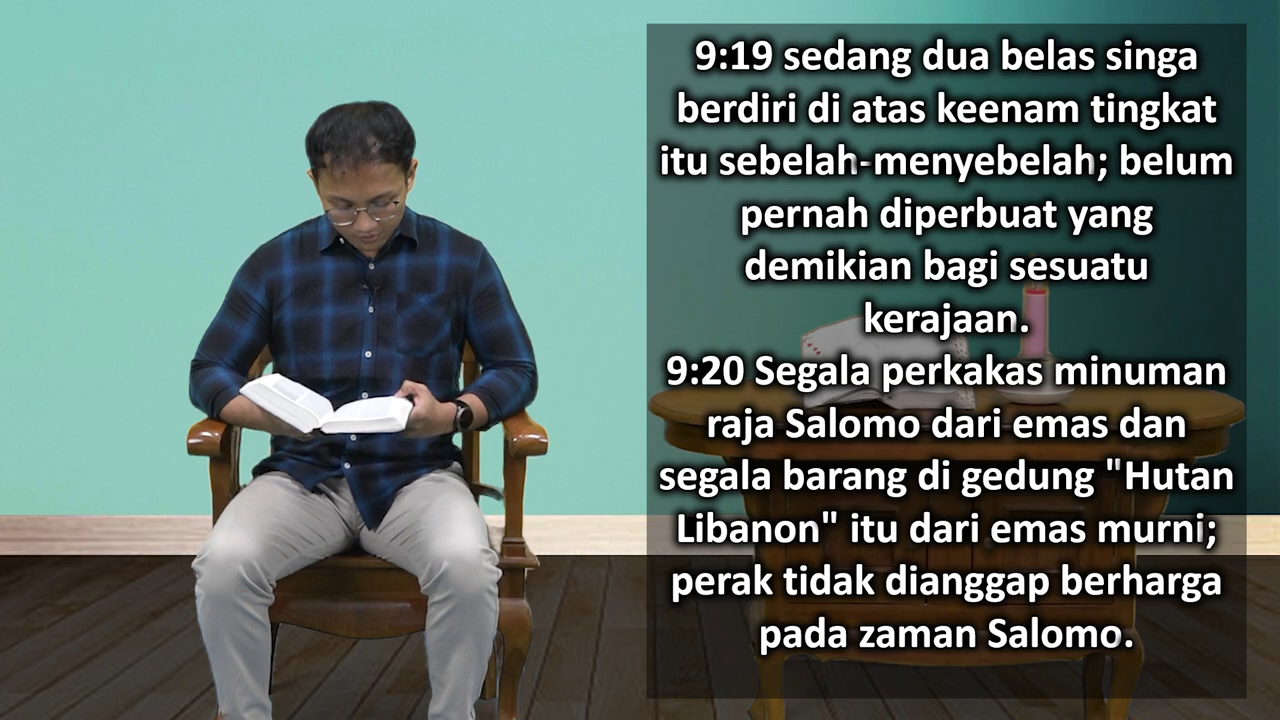 9:19 sedang dua belas singa
berdiri di atas keenam tingkat
itu sebelah-menyebelah; belum
pernah diperbuat yang
demikian bagi sesuatu
kerajaan.
9:20 Segala perkakas minuman
raja Salomo dari emas dan
segala barang di gedung "Hutan
Libanon" itu dari emas murni;
perak tidak dianggap berharga
pada zaman Salomo.